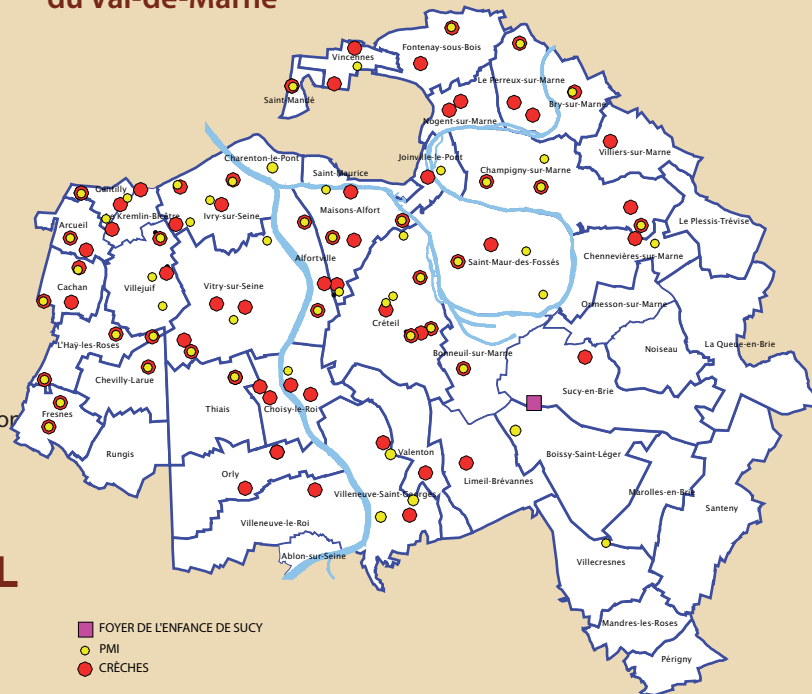 du Val-de-Marne
Fontenay-sous-Bois
Vincennes
Le Perreux-sur-Marne
Saint-Mandé
Bry-sur-Marne
Nogent-sur-Marne
Villiers-sur-Marne
Charenton-le-Pont
Joinville-le-Pont
Saint-Maurice
Champigny-sur-Marne
Gentilly
Le Kremlin-Bicêtre
Ivry-sur-Seine
Maisons-Alfort
Le Plessis-Trévise
Arcueil
Alfortville
Saint-Maur-des-Fossés
Chennevières-sur-Marne
Cachan
Villejuif
Vitry-sur-Seine
Ormesson-sur-Marne
Créteil
L'Haÿ-les-Roses
Bonneuil-sur-Marne
Noiseau
La Queue-en-Brie
Chevilly-Larue
Sucy-en-Brie
Fresnes
Thiais
Choisy-le-Roi
Rungis
Valenton
Boissy-Saint-Léger
Orly
Limeil-Brévannes
Villeneuve-Saint-Georges
Marolles-en-Brie
Santeny
Villeneuve-le-Roi
Ablon-sur-Seine
Villecresnes
L
FOYER DE L'ENFANCE DE SUCY
Mandres-les-Roses
PMI
CRÈCHES
Périgny